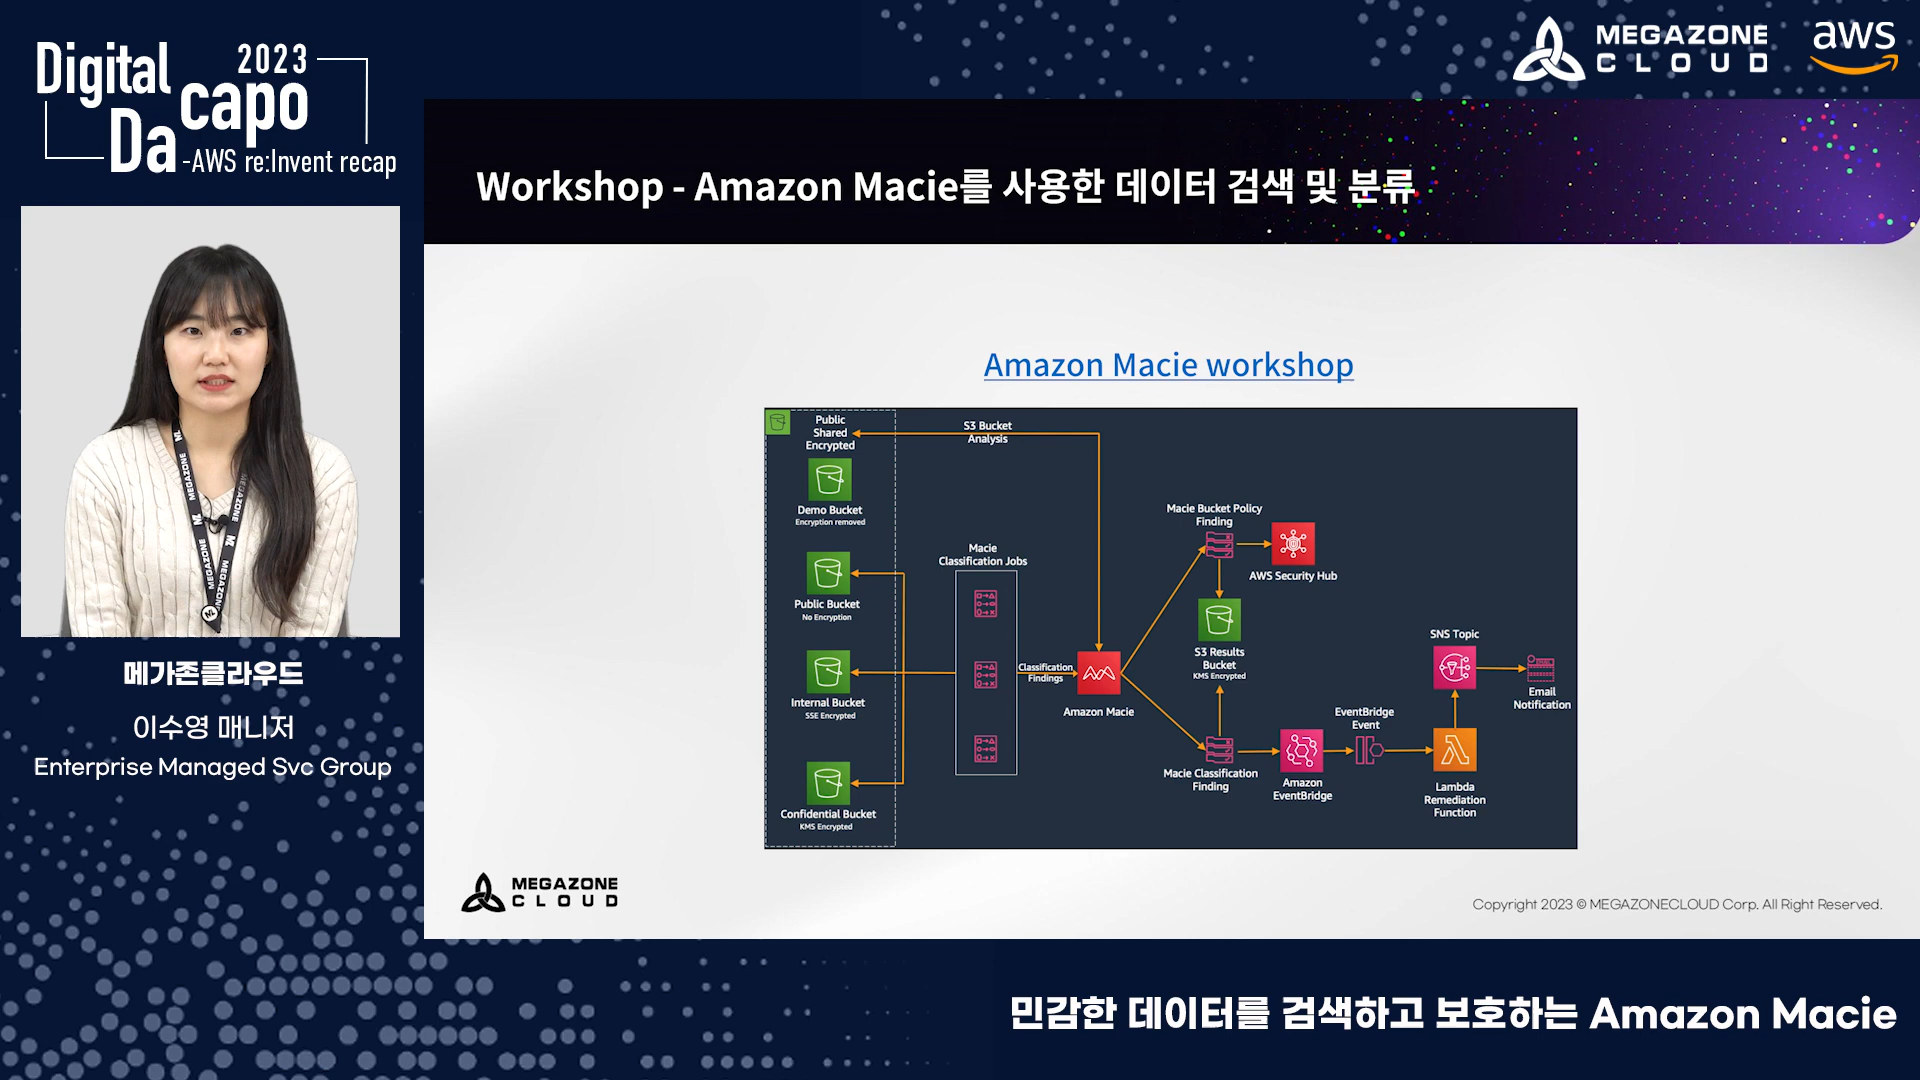 Digital
2023
capo
Da
-AWS re:Invent recap
MEGAZONE
CLOUD
aws
Workshop - Amazon Macie를 사용한 데이터 검색 및 분류
Amazon Macie workshop
Public
Shared
Encrypted
S3 Bucket
Analysis
Demo Bucket
Encryption removed
Public Bucket
No Encryption
Internal Bucket
SSE Encrypted
Confidential Bucket
KMS Encrypted
Macie
Classification Jobs
Classification
Findings
Amazon Macie
Macie Bucket Policy
Finding
AWS Security Hub
S3 Results
Bucket
KMS Encrypted
Macie Classification
Finding
Amazon
EventBridge
EventBridge
Event
Lambda
Remediation
Function
SNS Topic
Email
Notification
MEGAZONE
CLOUD
Copyright 2023 © MEGAZONECLOUD Corp. All Right Reserved.
MEGAZONE
MEGAZONE
MEGAZONE
MEGAZONE
메가존클라우드
이수영 매니저
Enterprise Managed Svc Group
민감한 데이터를 검색하고 보호하는 Amazon Macie